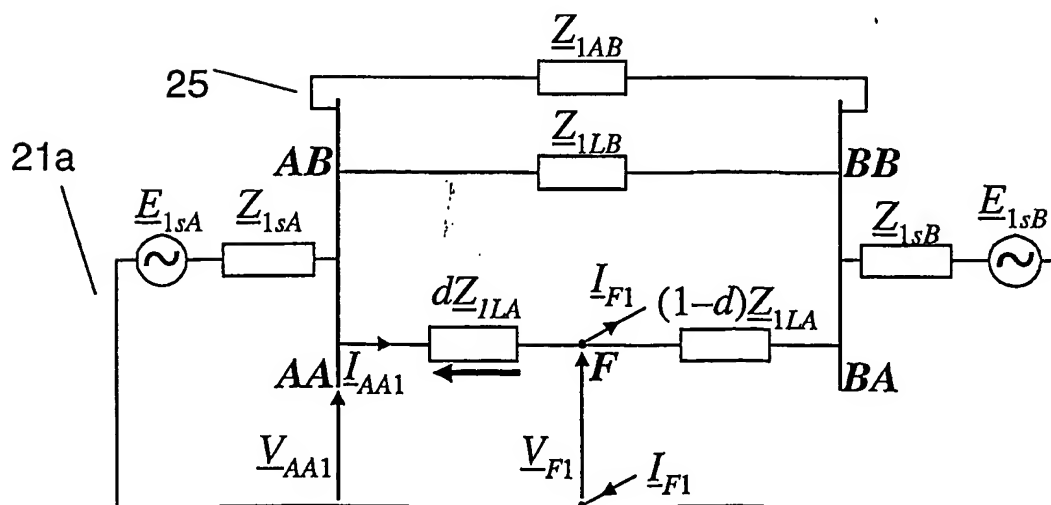 Z1AB
25
Z1LB
21a
AB
BB
E1sA
Z1sA
Z1sB
E1sB
dZ1LA
IF1
(1–d)Z1LA
AA
IAA1
F
BA
VAA1
VF1
IF1